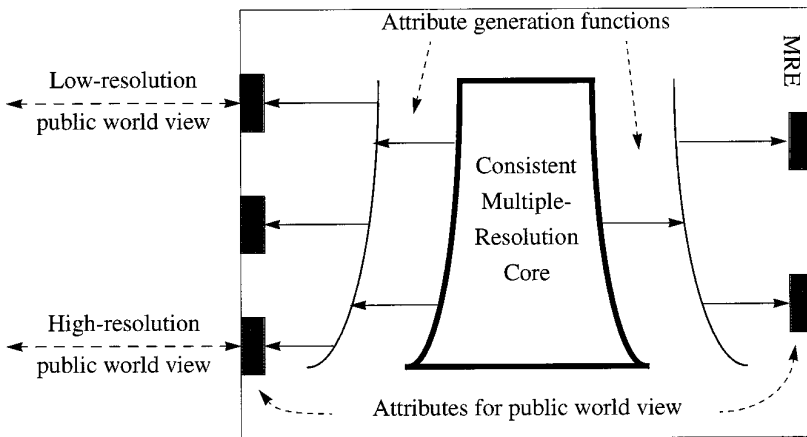 Attribute generation functions
MRE
Low-resolution
public world view
Consistent
Multiple-
Resolution
Core
High-resolution
public world view
Attributes for public world view